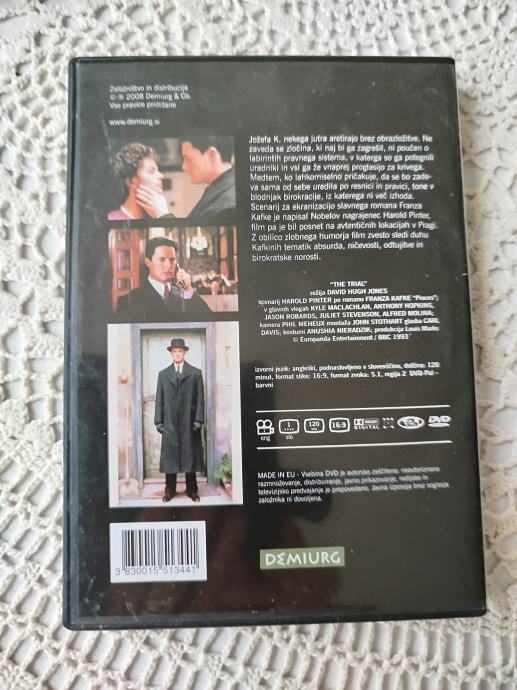 Založništvo in distribucija
© ℗ 2008 Demiurg & Co.
Vse pravice pridržane
www.demiurg.si
Jožefa K. nekega jutra aretirajo brez obrazložitve. Ne
zaveda se zločina, ki naj bi ga zagrešil, ni poučen o
labirintih pravnega sistema, v katerga so ga potegnili
uradniki in vsi ga že vnaprej proglasijo za krivega.
Medtem, ko lahkomiselno pričakuje, da se bo zade-
va sama od sebe uredila po resnici in pravici, tone v
blodnjak birokracije, iz katerega ni več izhoda.
Scenarij za ekranizacijo slavnega romana Franza
Kafke je napisal Nobelov nagrajenec Harold Pinter,
film pa je bil posnet na avtentičnih lokacijah v Pragi.
Z obilico zlobnega humorja film zvesto sledi duhu
Kafkinih tematik absurda, ničevosti, odtujitve in
birokratske norosti.
"THE TRIAL"
režija DAVID HUGH JONES
scenarij HAROLD PINTER po romanu FRANZA KAFKE "Proces";
v glavnih vlogah KYLE MACLACHLAN, ANTHONY HOPKINS,
JASON ROBARDS, JULIET STEVENSON, ALFRED MOLINA;
kamera PHIL MEHEUX montaža JOHN STOTHART glasba CARL
DAVIS; kostumi ANUSHIA NIERADZIK; produkcija Louis Marks
© Europanda Entertainment / BBC 1993
izvorni jezik: angleški, podnaslovljeno v slovenščino, dolžina: 120
minut, format slike: 16:9, format zvoka: 5.1, regija 2 DVD-Pal -
barvni
eng
1
slo
120
16:9
DOLBY
DIGITAL
2
DVD
MADE IN EU - Vsebina DVD je avtorsko zaščitena; neavtorizirano
razmnoževanje, distribuiranje, javno prikazovanje, radijsko in
televizijsko predvajanje je prepovedano. Javna izposoja brez soglasja
založnika ni dovoljena.
3 830015 513441
DEMIURG